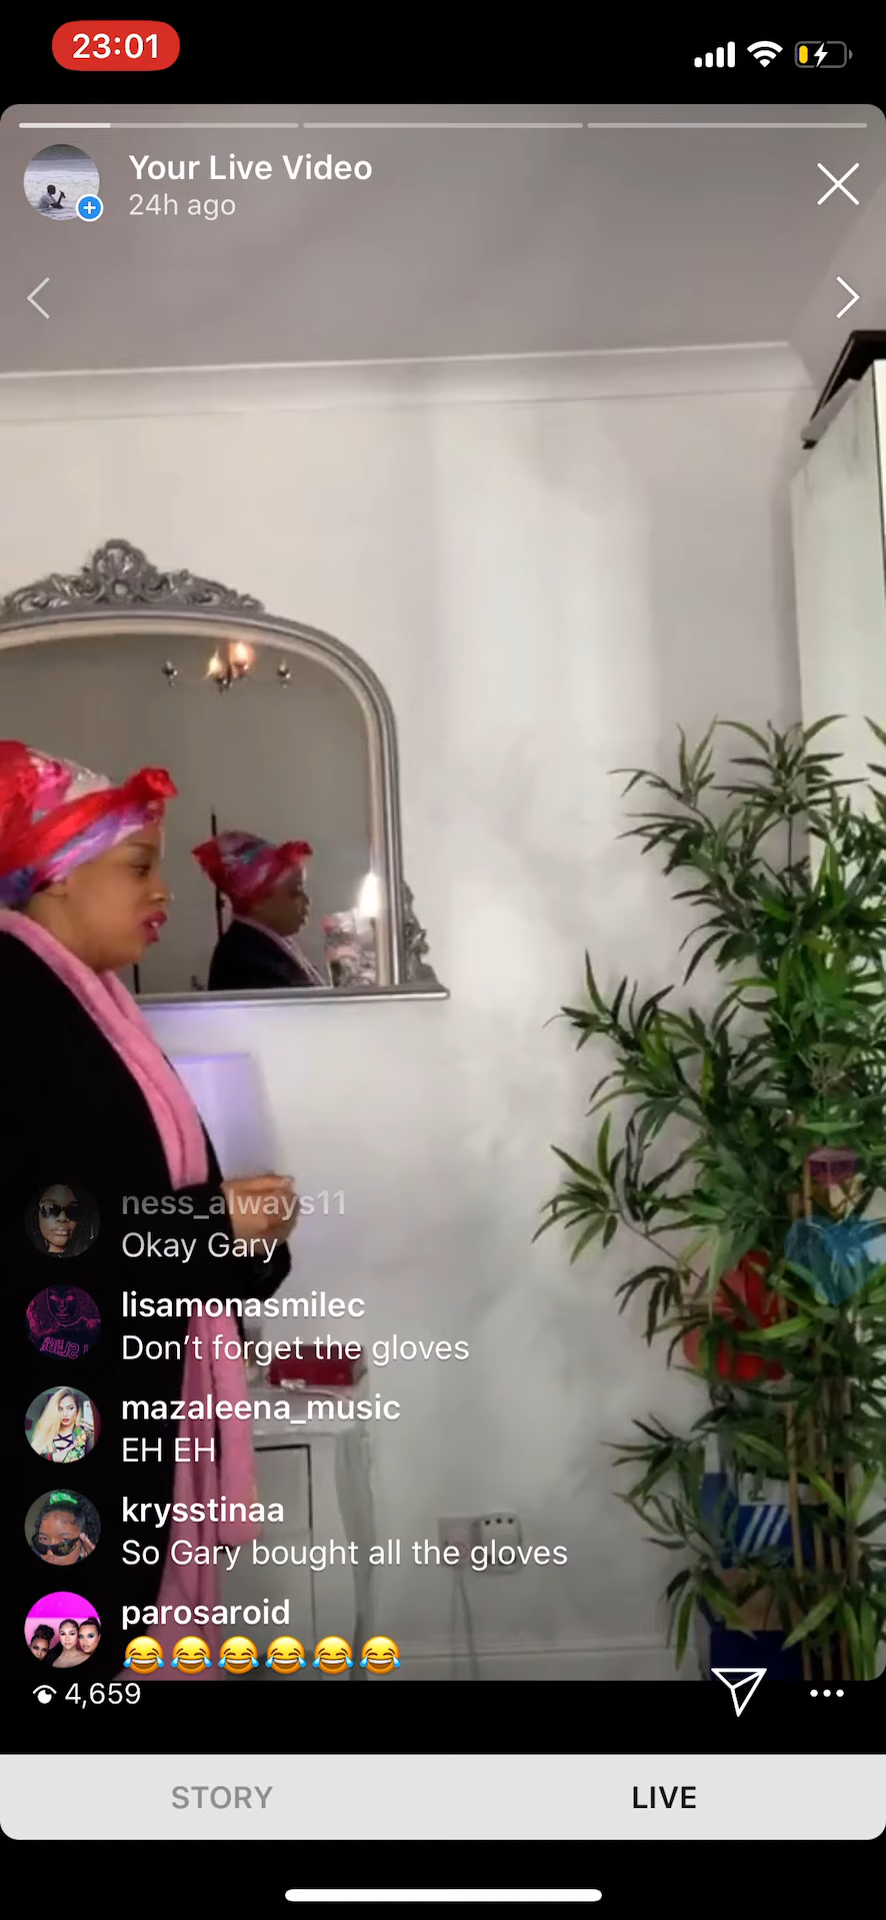 23:01
Your Live Video
24h ago
ness_always11
Okay Gary
lisamonasmilec
Don't forget the gloves
mazaleena_music
EH EH
krysstinaa
So Gary bought all the gloves
parosaroid
😂😂😂😂😂😂
4,659
STORY
LIVE